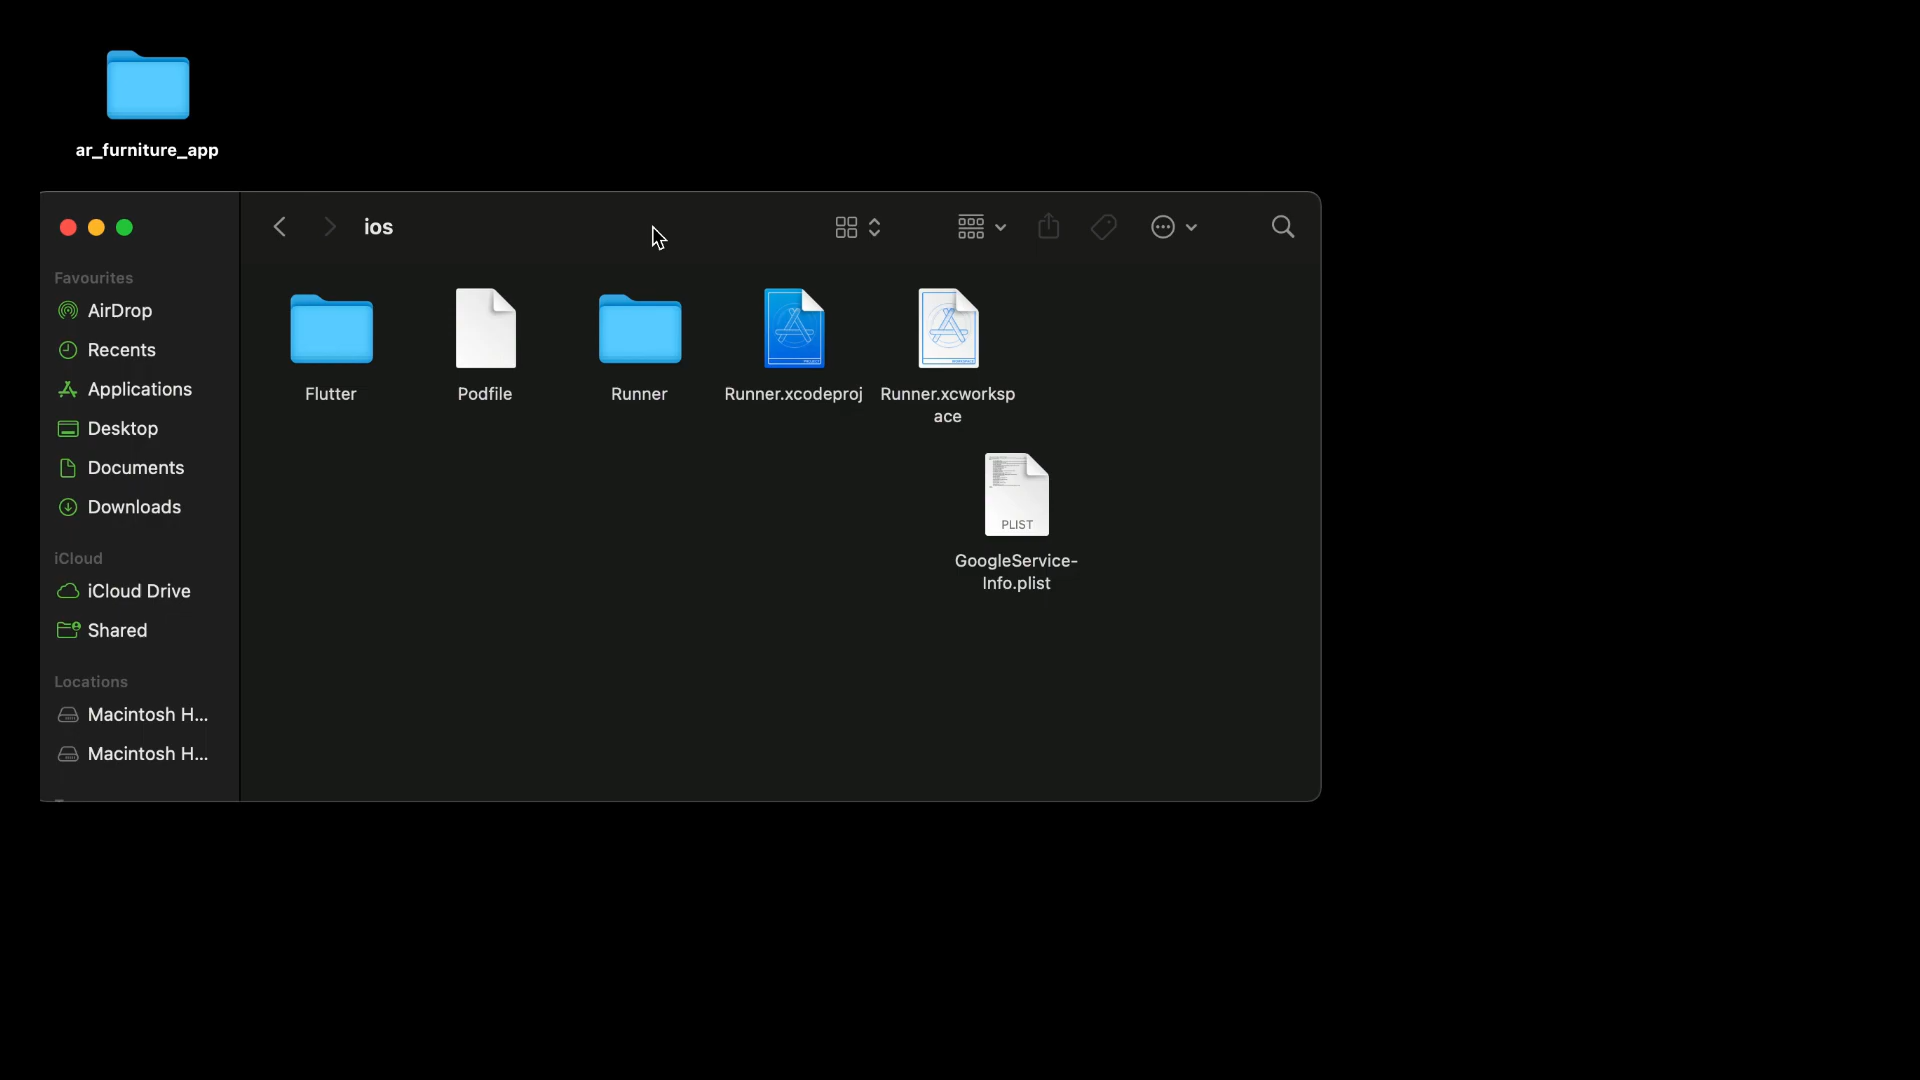 ar_furniture_app
ios
Favourites
AirDrop
Recents
Applications
Desktop
Documents
Downloads
iCloud
iCloud Drive
Shared
Locations
Macintosh H...
Macintosh H...
Flutter
Podfile
Runner
Runner.xcodeproj
Runner.xcworksp
ace
PLIST
GoogleService-
Info.plist